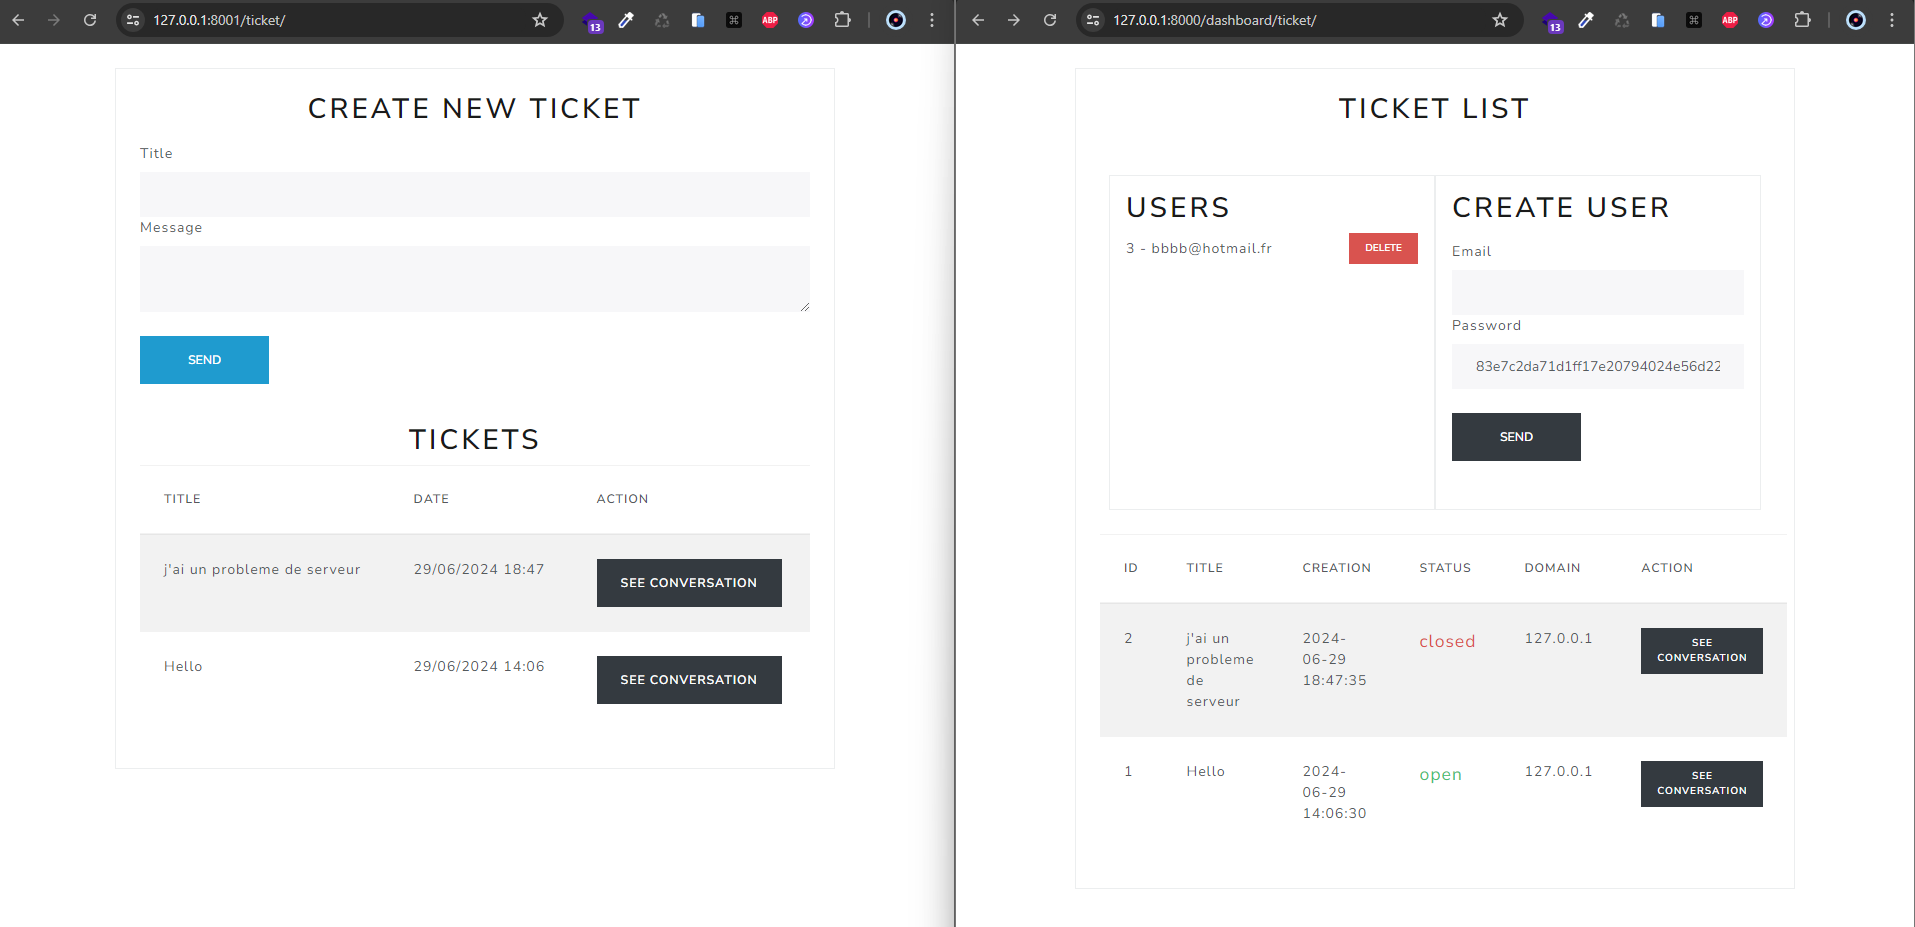 127.0.0.1:8001/ticket/
13
ABP
CREATE NEW TICKET
Title
Message
SEND
TICKETS
TITLE DATE ACTION
j'ai un probleme de serveur 29/06/2024 18:47 SEE CONVERSATION
Hello 29/06/2024 14:06 SEE CONVERSATION
127.0.0.1:8000/dashboard/ticket/
13
ABP
TICKET LIST
USERS
3 - bbbb@hotmail.fr DELETE
CREATE USER
Email
Password
83e7c2da71d1ff17e20794024e56d22
SEND
ID TITLE CREATION STATUS DOMAIN ACTION
2 j'ai un 2024- closed 127.0.0.1 SEE
probleme 06-29 CONVERSATION
de 18:47:35
serveur
1 Hello 2024- open 127.0.0.1 SEE
06-29 CONVERSATION
14:06:30